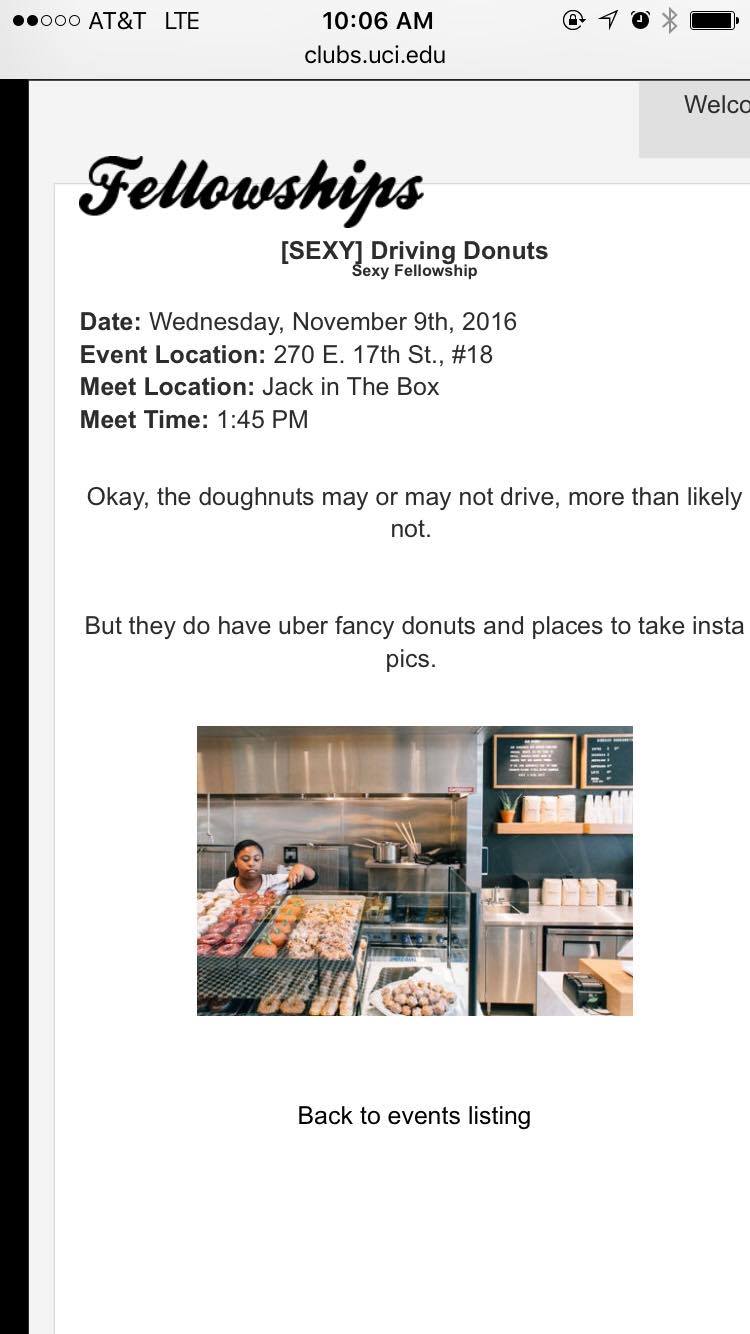 AT&T LTE 10:06 AM
clubs.uci.edu
Welco
Fellowships
[SEXY] Driving Donuts
Sexy Fellowship
Date: Wednesday, November 9th, 2016
Event Location: 270 E. 17th St., #18
Meet Location: Jack in The Box
Meet Time: 1:45 PM
Okay, the doughnuts may or may not drive, more than likely
not.
But they do have uber fancy donuts and places to take insta
pics.
Back to events listing